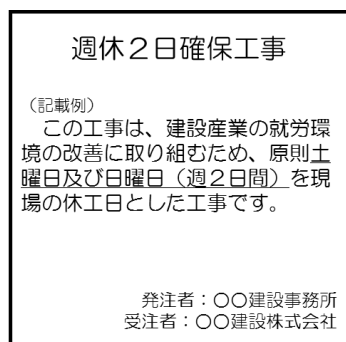 週休２日確保工事
（記載例）
この工事は、建設産業の就労環
境の改善に取り組むため、原則土
曜日及び日曜日（週２日間）を現
場の休工日とした工事です。
発注者：〇〇建設事務所
受注者：〇〇建設株式会社